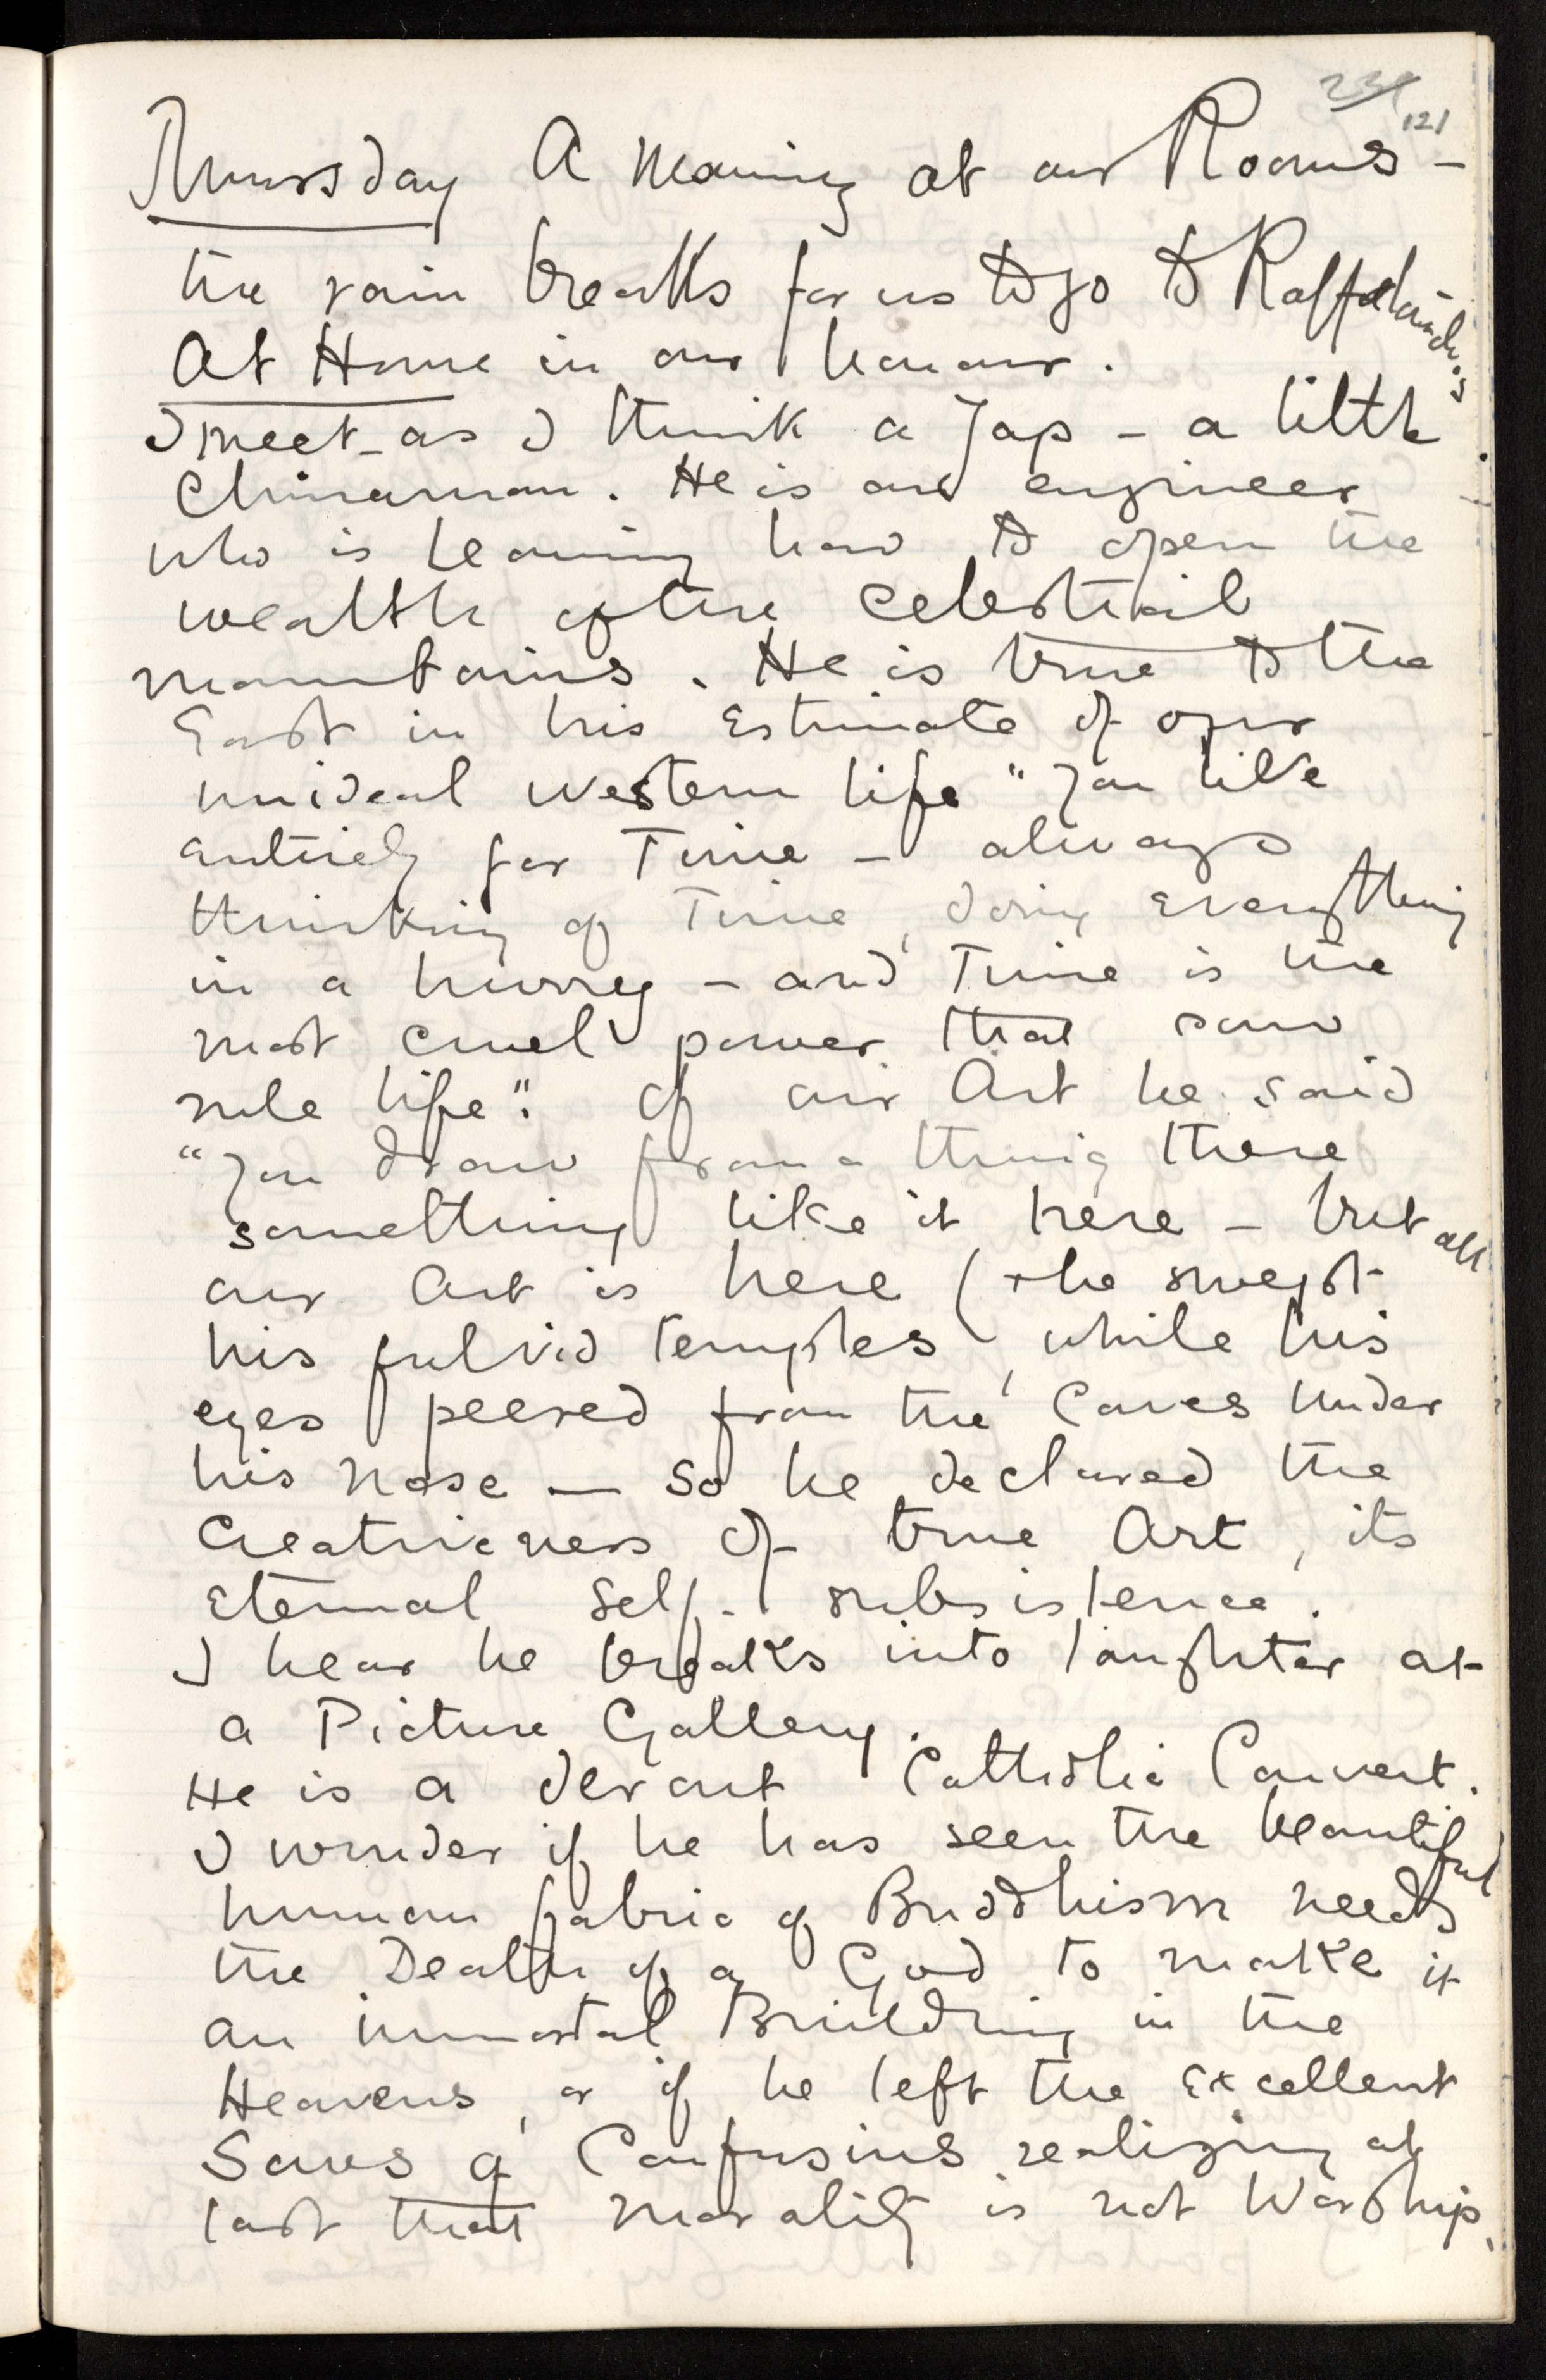 121
Thursday A Morning at our Rooms —
the rain breaks for us to go to Raffalovich's
At Home in our honour.
I meet – as I think a Jap – a little
Chinaman. He is an engineer
who is learning how to open the
wealth of the Celestial
mountains. He is true to the
East in his Estimate of our
unideal western life "You live
entirely for Time – always
thinking of Time, doing everything
in a hurry – and Time is the
most cruel power that can
rule life". Of our Art he said
"You draw from a thing there
something like it here – but all
our Art is here (& he swept
his fulvid temples, while his
eyes peered from the caves under
his nose — So he declared the
Creativeness of true Art, its
Eternal self-subsistence.
I hear he breaks into laughter at
a Picture Gallery.
He is a devout Catholic Convert.
I wonder if he has seen the beautiful
human fabric of Buddhism needs
the Death of a God to make it
an immortal Building in the
Heavens, or if he left the Excellent
Saws of Confusius realizing at
last that morality is not Worship.